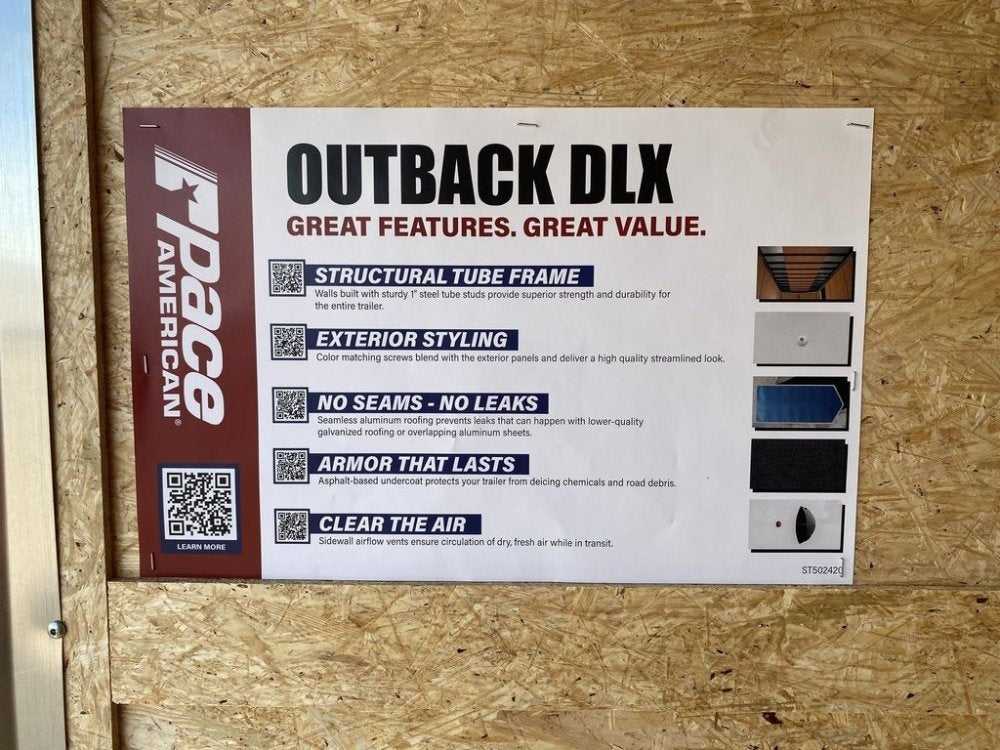 pace
AMERICAN®
LEARN MORE
OUTBACK DLX
GREAT FEATURES. GREAT VALUE.
STRUCTURAL TUBE FRAME
Walls built with sturdy 1" steel tube studs provide superior strength and durability for
the entire trailer.
EXTERIOR STYLING
Color matching screws blend with the exterior panels and deliver a high quality streamlined look.
NO SEAMS - NO LEAKS
Seamless aluminum roofing prevents leaks that can happen with lower-quality
galvanized roofing or overlapping aluminum sheets.
ARMOR THAT LASTS
Asphalt-based undercoat protects your trailer from deicing chemicals and road debris.
CLEAR THE AIR
Sidewall airflow vents ensure circulation of dry, fresh air while in transit.
ST502420